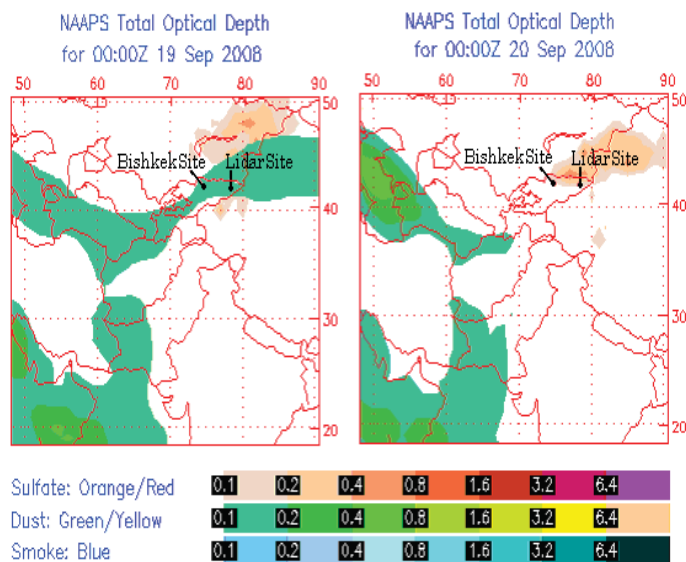 NAAPS Total Optical Depth
for 00:00Z 19 Sep 2008
50 60 70 80 90
50
40
30
20
BishkekSite
LidarSite
NAAPS Total Optical Depth
for 00:00Z 20 Sep 2008
50 60 70 80 90
50
40
30
20
BishkekSite
LidarSite
Sulfate: Orange/Red 0.1 0.2 0.4 0.8 1.6 3.2 6.4
Dust: Green/Yellow 0.1 0.2 0.4 0.8 1.6 3.2 6.4
Smoke: Blue 0.1 0.2 0.4 0.8 1.6 3.2 6.4